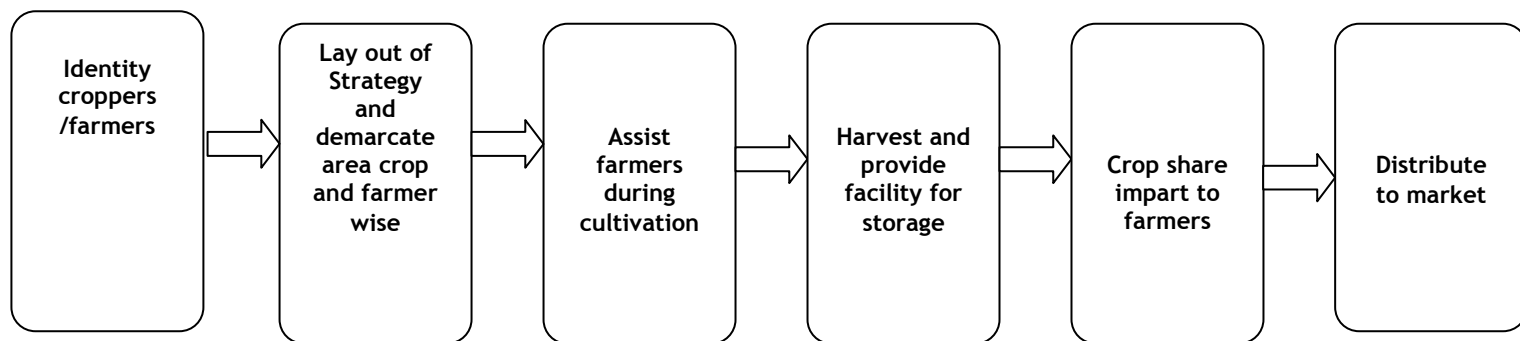 Identity
croppers
/farmers
Lay out of
Strategy
and
demarcate
area crop
and farmer
wise
Assist
farmers
during
cultivation
Harvest and
provide
facility for
storage
Crop share
impart to
farmers
Distribute
to market